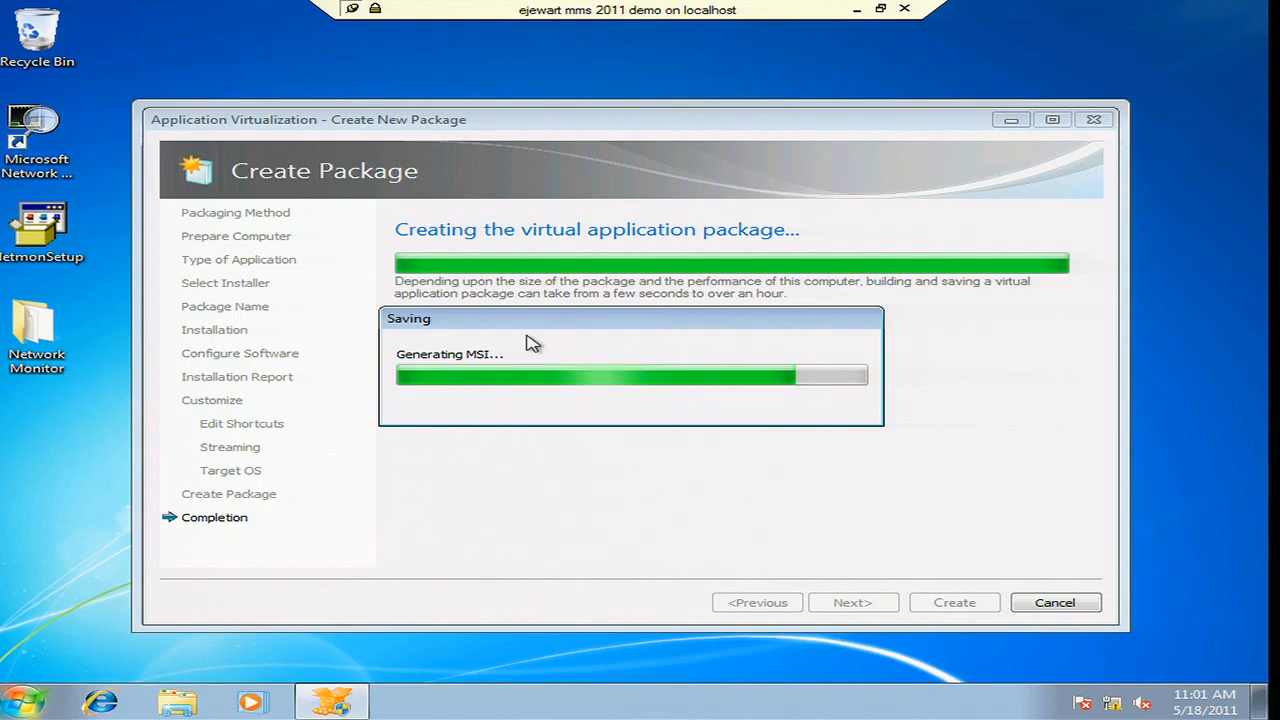 ejewart mms 2011 demo on localhost
Recycle Bin
Microsoft
Network ...
etmonSetup
Network
Monitor
Application Virtualization - Create New Package
Create Package
Packaging Method
Prepare Computer
Type of Application
Select Installer
Package Name
Installation
Configure Software
Installation Report
Customize
Edit Shortcuts
Streaming
Target OS
Create Package
Completion
Creating the virtual application package...
Depending upon the size of the package and the performance of this computer, building and saving a virtual
application package can take from a few seconds to over an hour.
Saving
Generating MSI...
<Previous
Next>
Create
Cancel
11:01 AM
5/18/2011